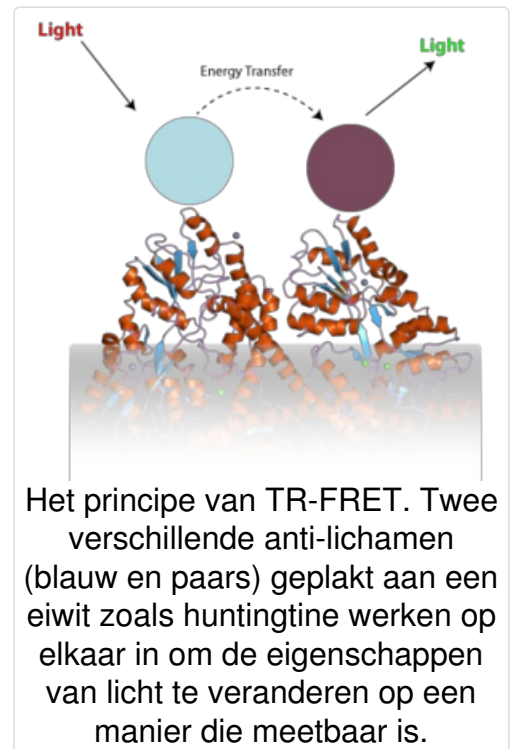 Light
Light
Energy Transfer
Het principe van TR-FRET. Twee
verschillende anti-lichamen
(blauw en paars) geplakt aan een
eiwit zoals huntingtine werken op
elkaar in om de eigenschappen
van licht te veranderen op een
manier die meetbaar is.